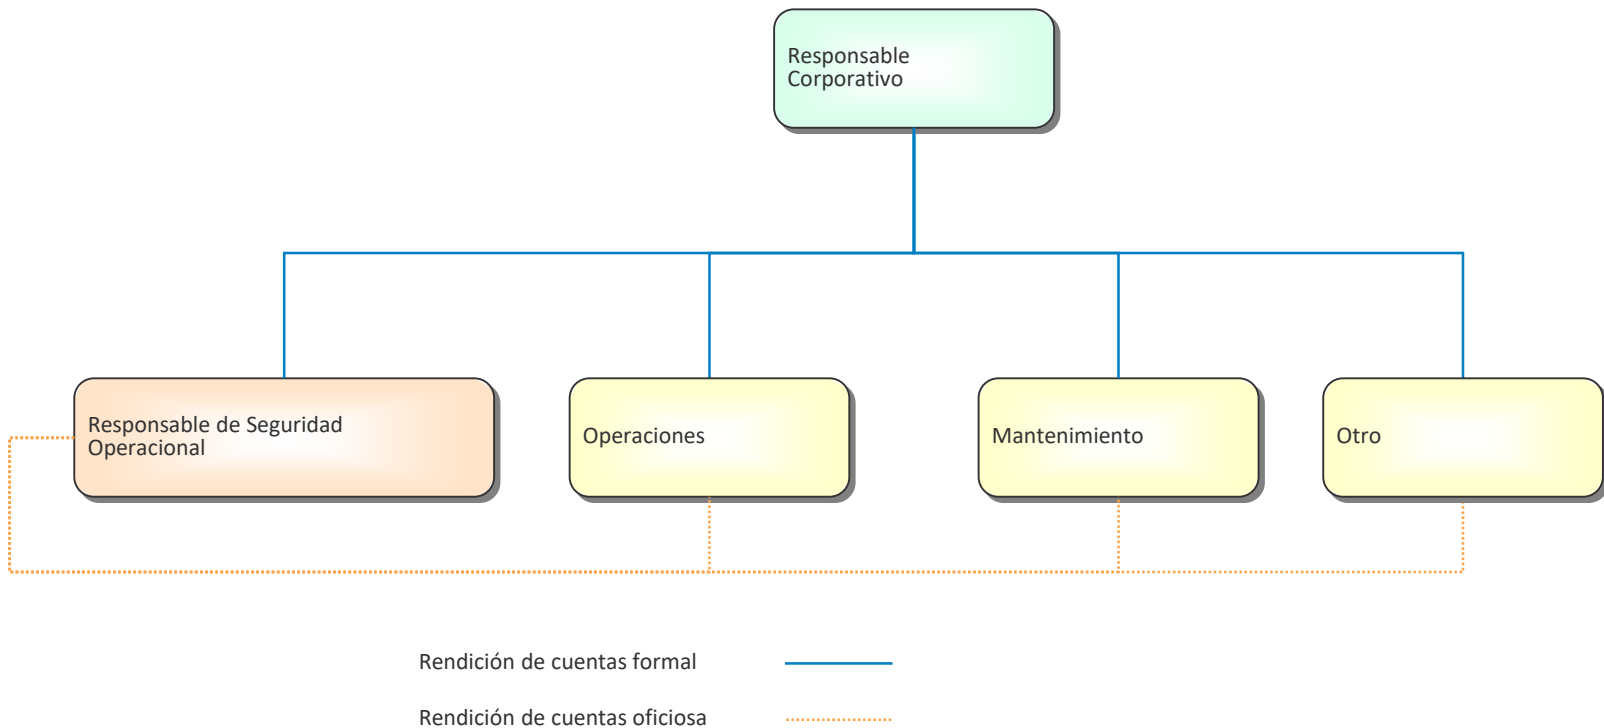 Responsable
Corporativo
Responsable de Seguridad
Operacional
Operaciones
Mantenimiento
Otro
Rendición de cuentas formal
Rendición de cuentas oficiosa